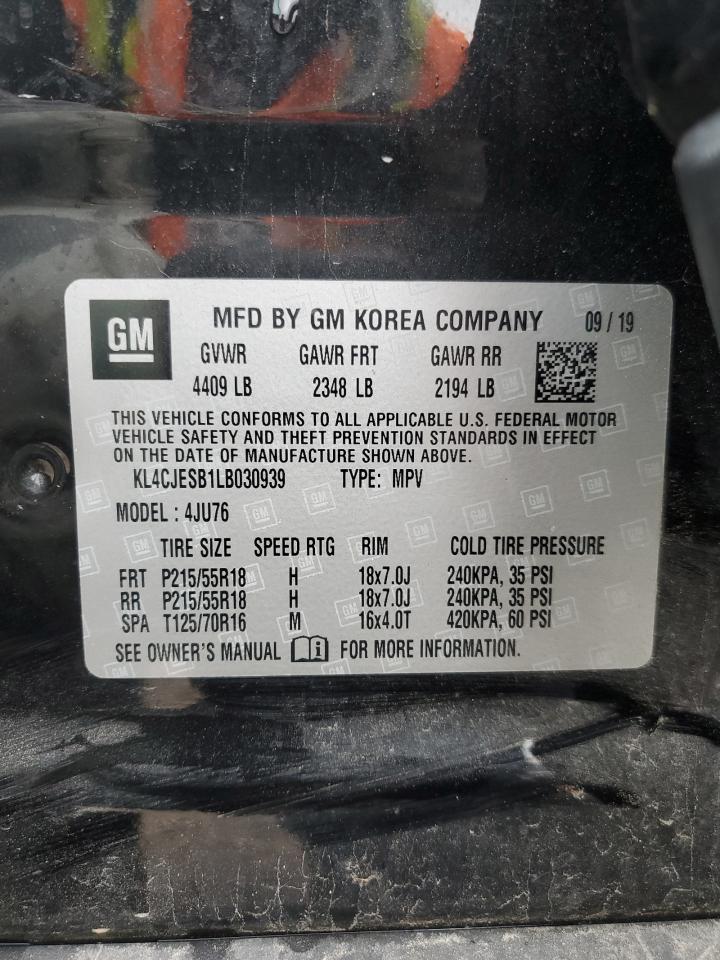 GM
MFD BY GM KOREA COMPANY 09 / 19
GVWR GAWR FRT GAWR RR
4409 LB 2348 LB 2194 LB
THIS VEHICLE CONFORMS TO ALL APPLICABLE U.S. FEDERAL MOTOR
VEHICLE SAFETY AND THEFT PREVENTION STANDARDS IN EFFECT
ON THE DATE OF MANUFACTURE SHOWN ABOVE.
KL4CJESB1LB030939 TYPE: MPV
MODEL : 4JU76
TIRE SIZE SPEED RTG RIM COLD TIRE PRESSURE
FRT P215/55R18 H 18x7.0J 240KPA, 35 PSI
RR P215/55R18 H 18x7.0J 240KPA, 35 PSI
SPA T125/70R16 M 16x4.0T 420KPA, 60 PSI
SEE OWNER'S MANUAL i FOR MORE INFORMATION.